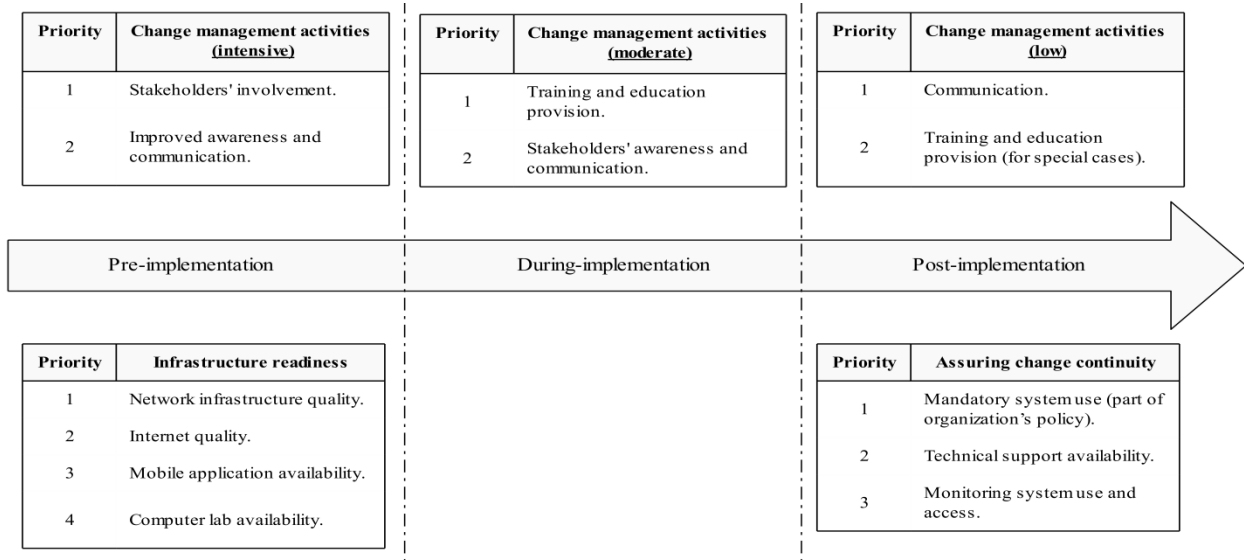 Priority Change management activities
(intensive)
1 Stakeholders' involvement.
2 Improved awareness and
communication.
Priority Change management activities
(moderate)
1 Training and education
provision.
2 Stakeholders' awareness and
communication.
Priority Change management activities
(low)
1 Communication.
2 Training and education
provision (for special cases).
Pre-implementation
During-implementation
Post-implementation
Priority Infrastructure readiness
1 Network infrastructure quality.
2 Internet quality.
3 Mobile application availability.
4 Computer lab availability.
Priority Assuring change continuity
1 Mandatory system use (part of
organization’s policy).
2 Technical support availability.
3 Monitoring system use and
access.